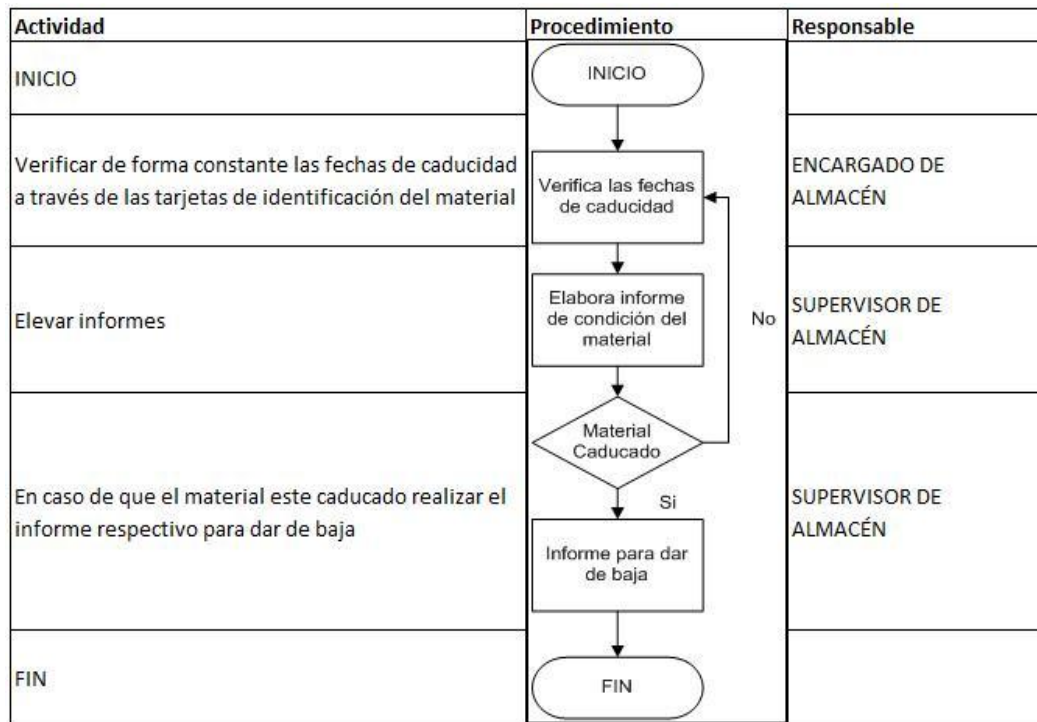 Actividad
Procedimiento
Responsable
INICIO
INICIO
Verificar de forma constante las fechas de caducidad
a través de las tarjetas de identificación del material
Verifica las fechas
de caducidad
ENCARGADO DE
ALMACÉN
Elevar informes
Elabora informe
de condición del
material
No
SUPERVISOR DE
ALMACÉN
Material
Caducado
En caso de que el material este caducado realizar el
informe respectivo para dar de baja
Si
Informe para dar
de baja
SUPERVISOR DE
ALMACÉN
FIN
FIN